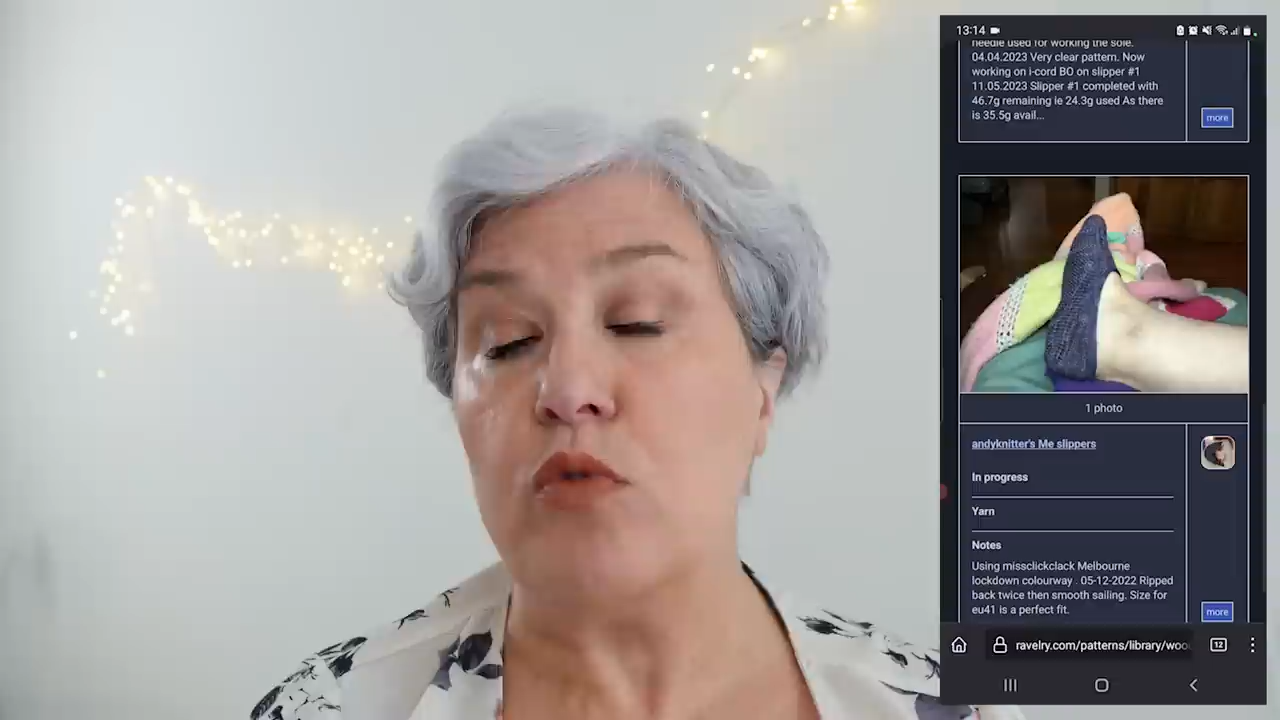 13:14
needle used for working the sole.
04.04.2023 Very clear pattern. Now
working on i-cord BO on slipper #1
11.05.2023 Slipper #1 completed with
46.7g remaining ie 24.3g used As there
is 35.5g avail...
more
1 photo
andyknitter's Me slippers
In progress
Yarn
Notes
Using missclickclack Melbourne
lockdown colourway . 05-12-2022 Ripped
back twice then smooth sailing. Size for
eu41 is a perfect fit.
more
ravelry.com/patterns/library/woo
12